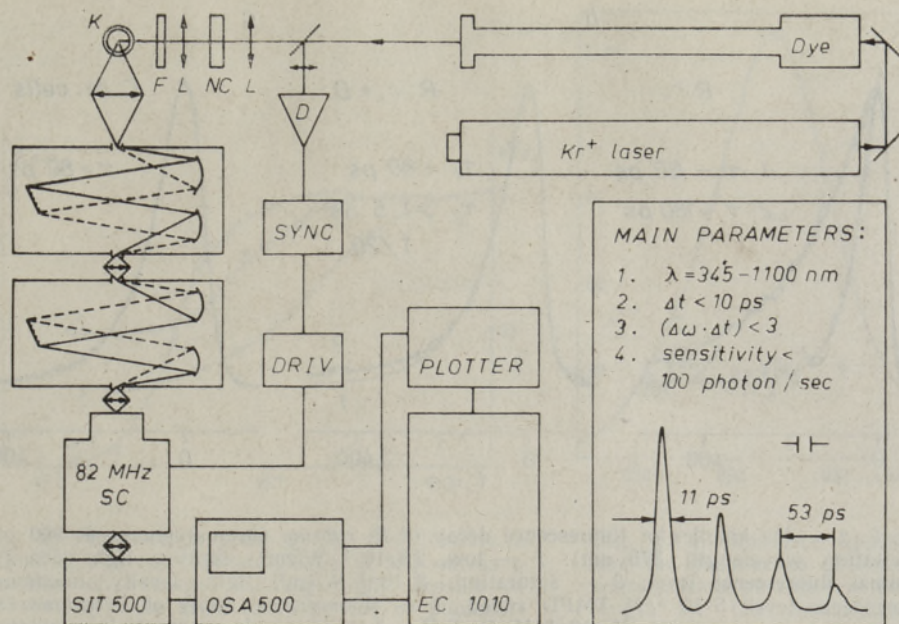 K
F L NC L
D
Dye
Kr+ laser
SYNC
DRIV
PLOTTER
82 MHz
SC
SIT 500
OSA 500
EC 1010
MAIN PARAMETERS:
1. λ = 345 – 1100 nm
2. Δt < 10 ps
3. (Δω · Δt) < 3
4. sensitivity <
100 photon / sec
11 ps
53 ps